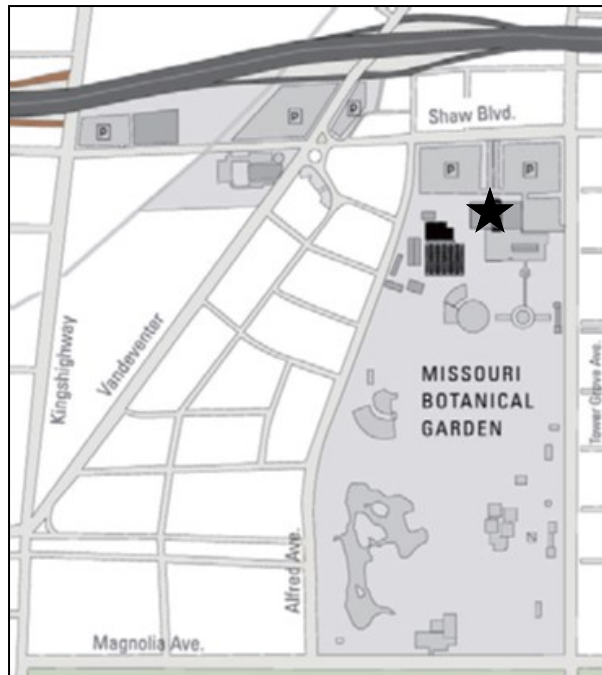 P
P
P
Shaw Blvd.
P
P
Kingshighway
Vandeventer
MISSOURI
BOTANICAL
GARDEN
Tower Grove Ave.
Alfred Ave.
N
Magnolia Ave.